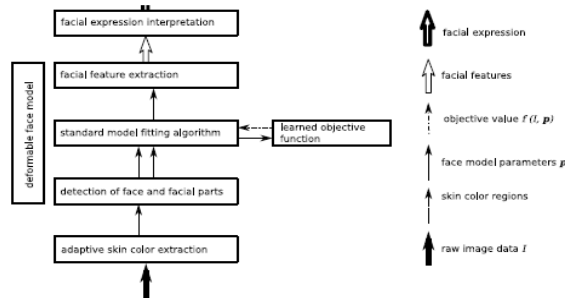 facial expression interpretation
facial feature extraction
deformable face model
standard model fitting algorithm
learned objective
function
detection of face and facial parts
adaptive skin color extraction
facial expression
facial features
objective value f (I, p)
face model parameters p
skin color regions
raw image data I